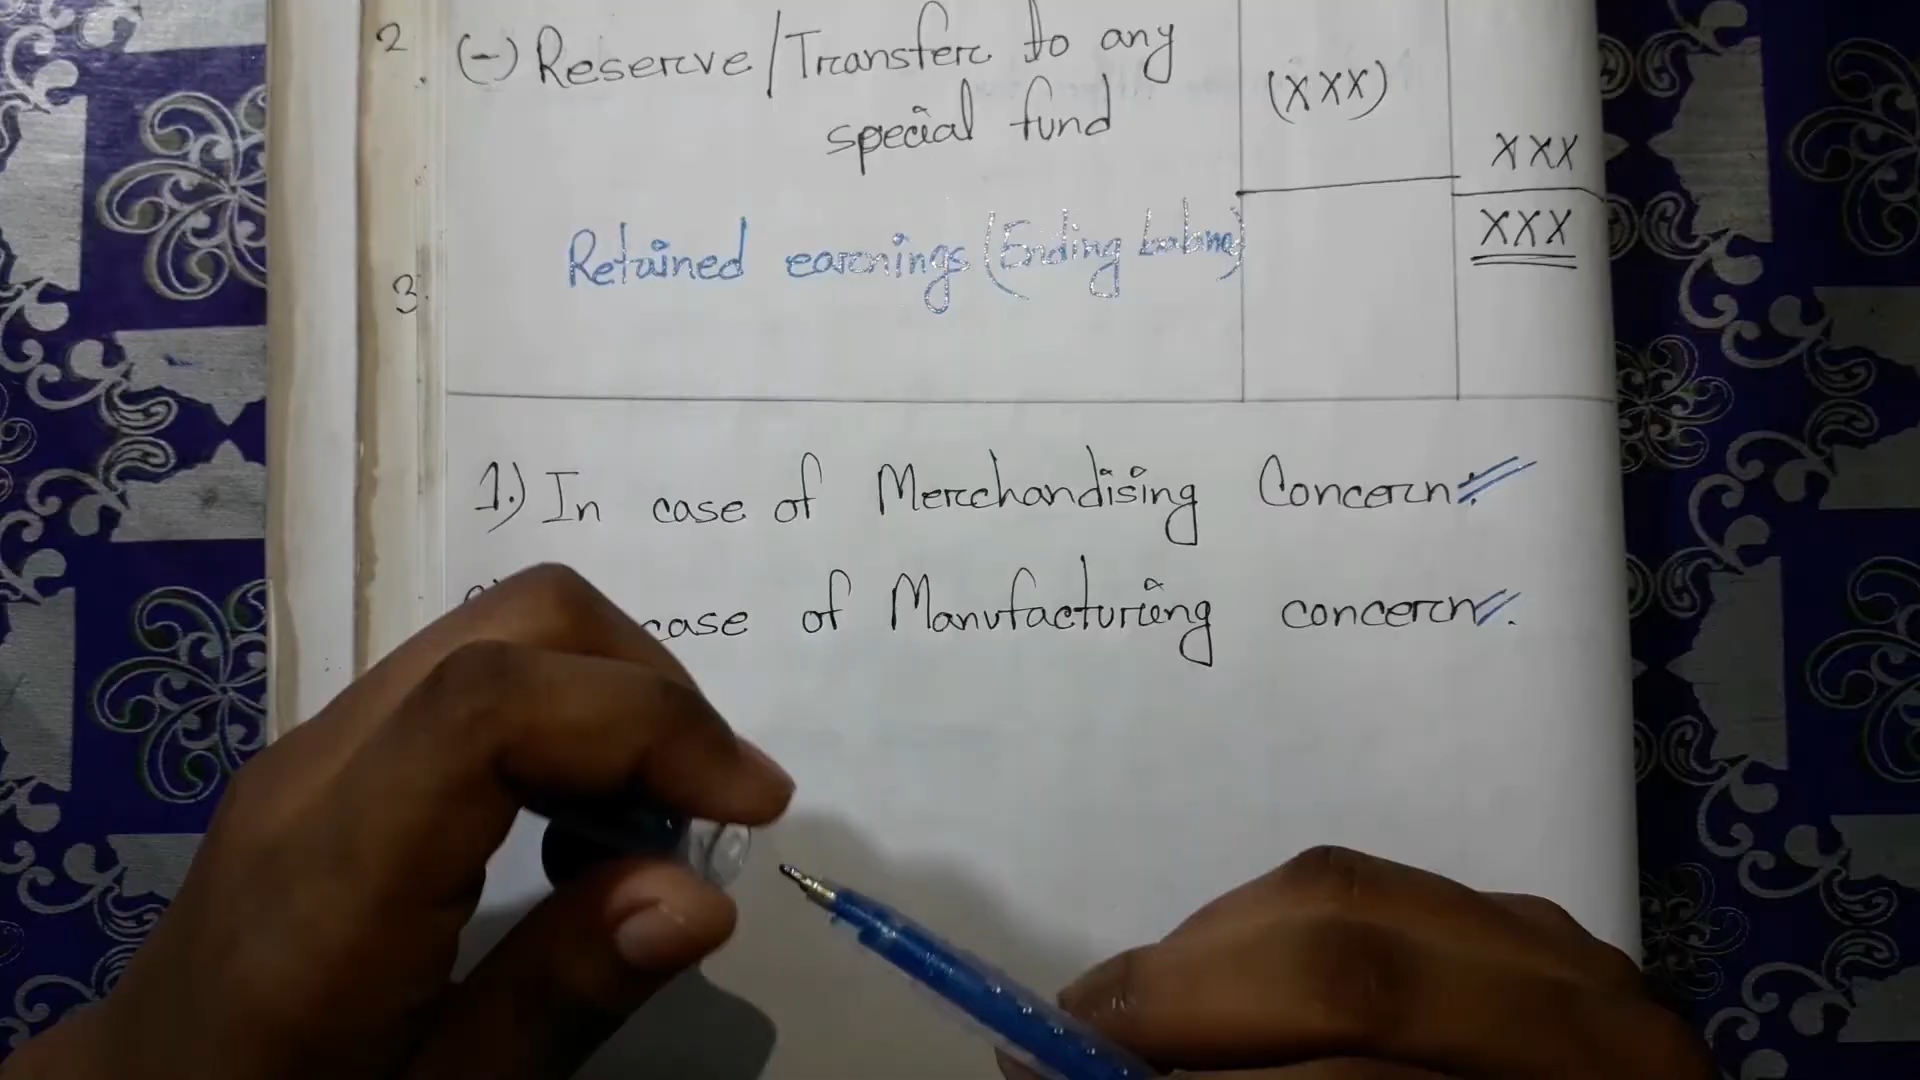 2. (-) Reserve/Transfer to any
special fund
(XXX)
XXX
3. Retained earnings (Ending balance)
XXX
1.) In case of Merchandising Concern:
case of Manufacturing concern.